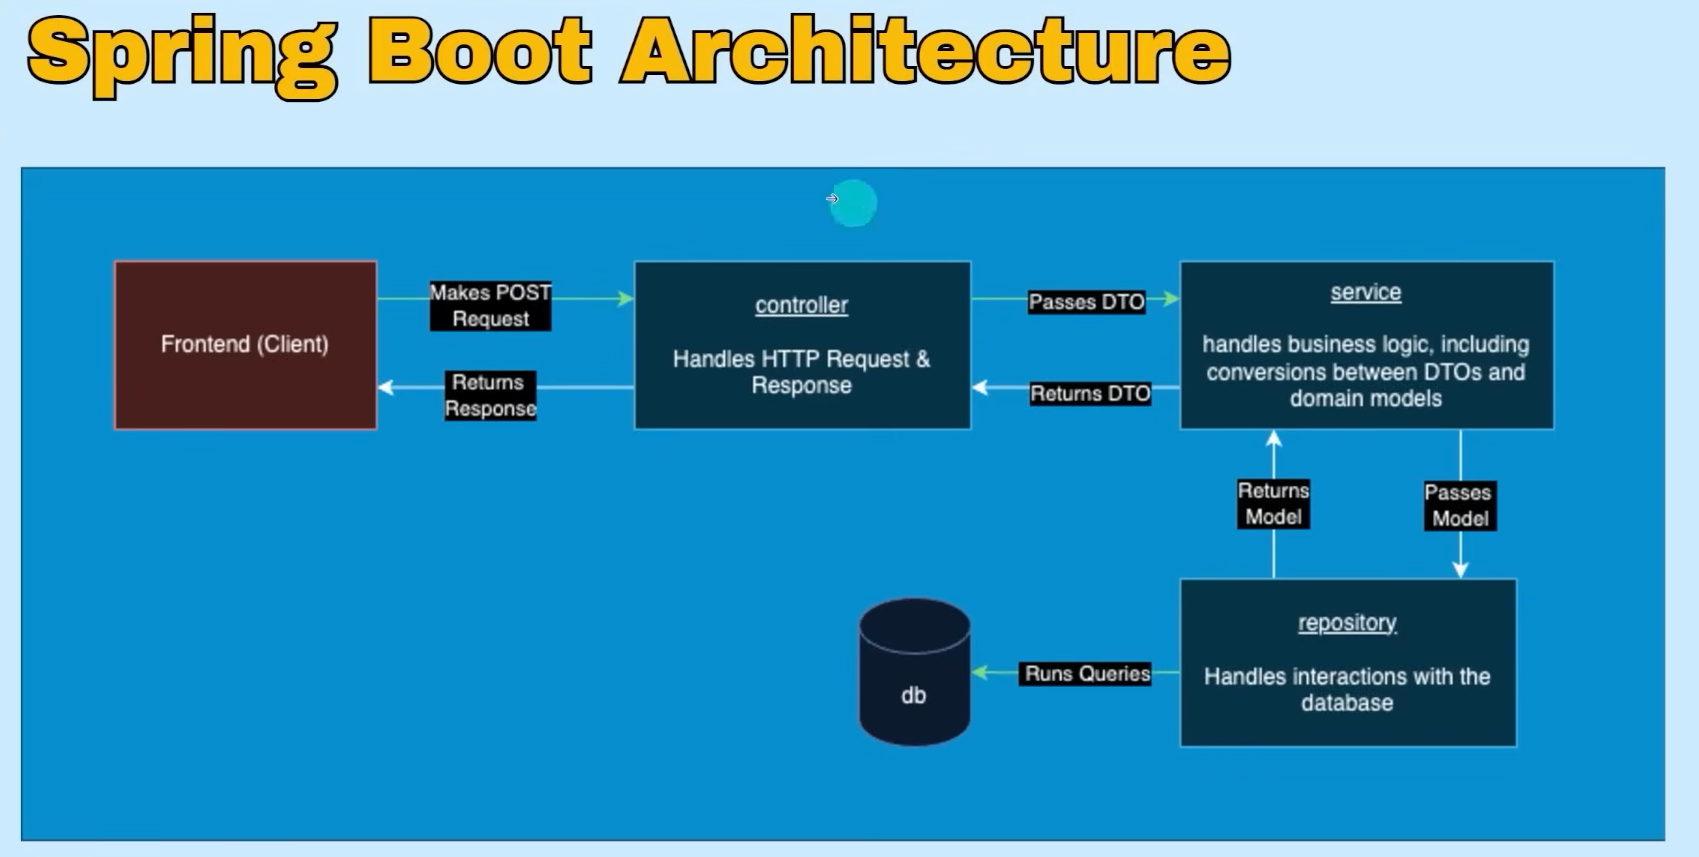 Spring Boot Architecture
Frontend (Client)
Makes POST
Request
Returns
Response
controller
Handles HTTP Request &
Response
Passes DTO
Returns DTO
service
handles business logic, including
conversions between DTOs and
domain models
Returns
Model
Passes
Model
repository
Handles interactions with the
database
Runs Queries
db